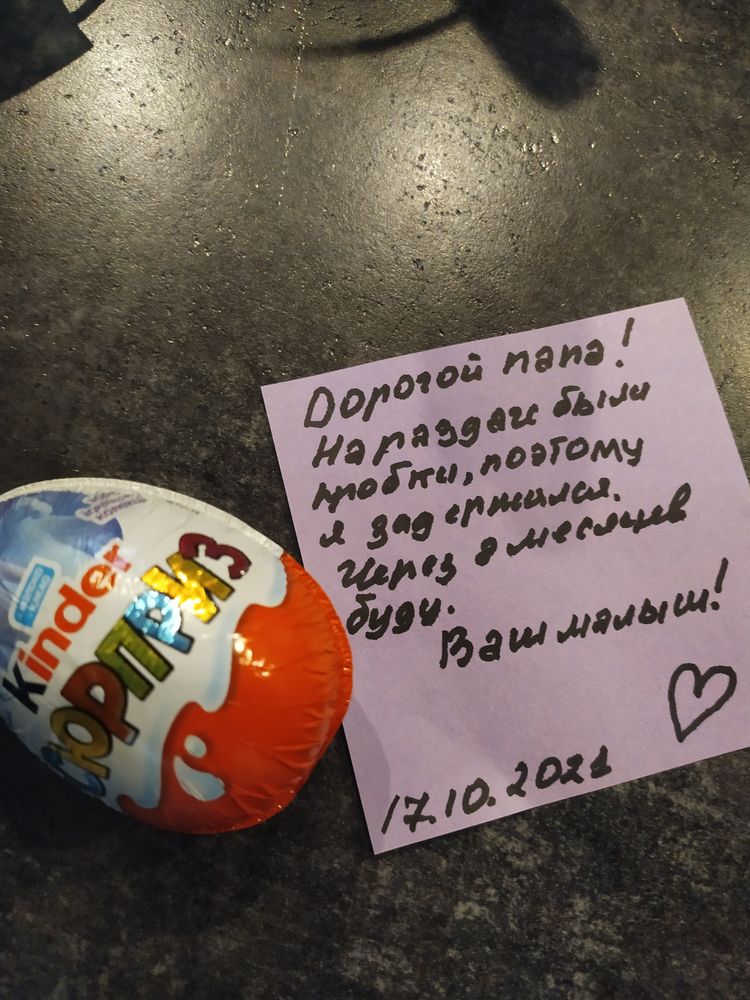 Дорогой папа!
На раздаче были
пробки, поэтому
я задержался.
Через 8 месяцев
буду.
Ваш малыш!
17.10.2021
kinder
СЮРПРИЗ